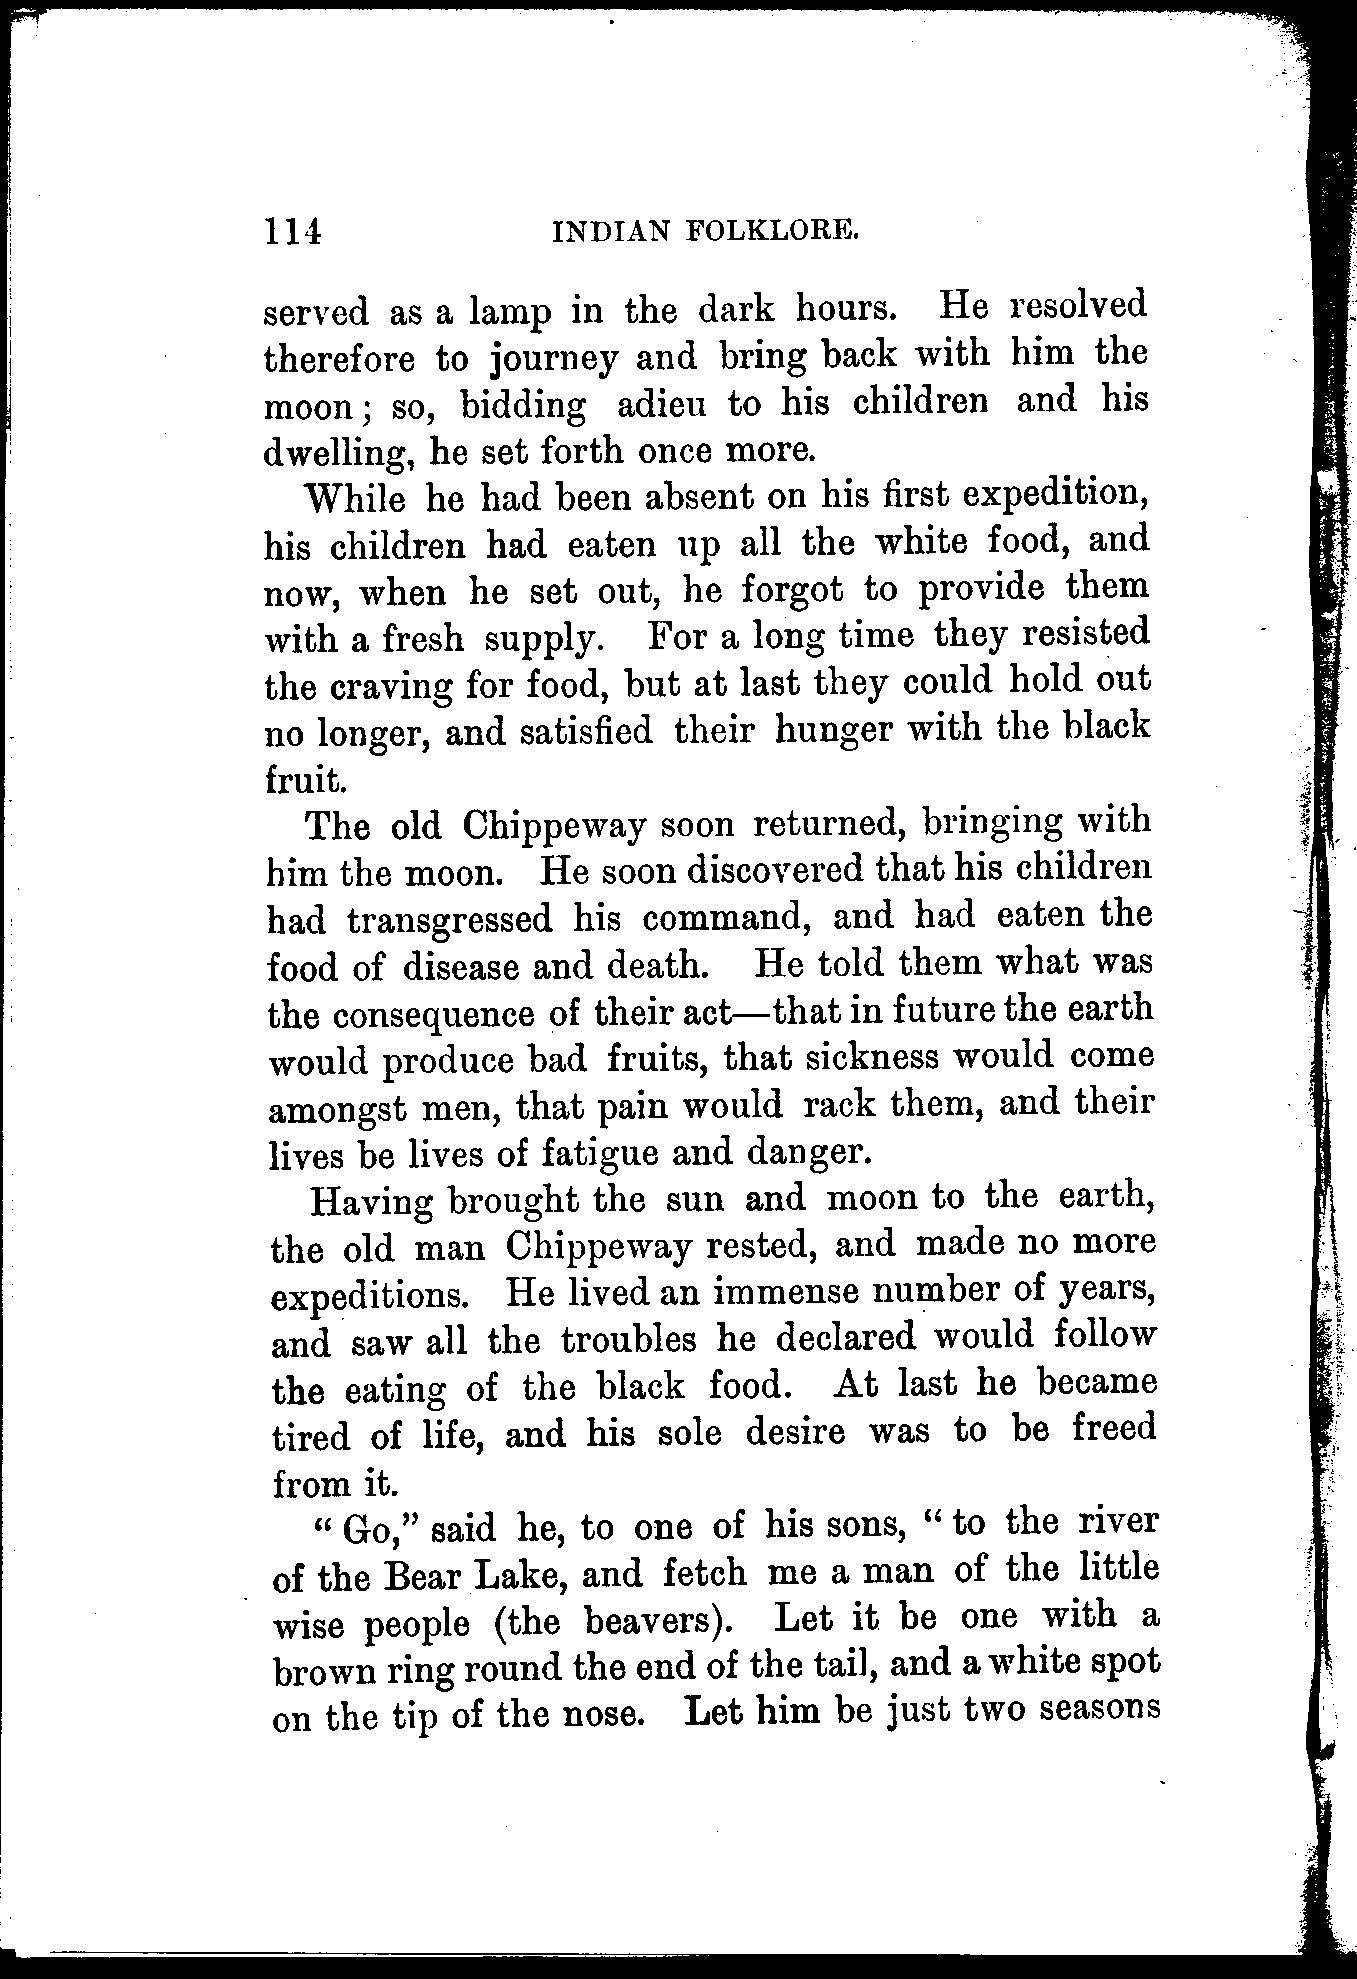 114 INDIAN FOLKLORE.
served as a lamp in the dark hours. He resolved
therefore to journey and bring back with him the
moon; so, bidding adieu to his children and his
dwelling, he set forth once more.
While he had been absent on his first expedition,
his children had eaten up all the white food, and
now, when he set out, he forgot to provide them
with a fresh supply. For a long time they resisted
the craving for food, but at last they could hold out
no longer, and satisfied their hunger with the black
fruit.
The old Chippeway soon returned, bringing with
him the moon. He soon discovered that his children
had transgressed his command, and had eaten the
food of disease and death. He told them what was
the consequence of their act—that in future the earth
would produce bad fruits, that sickness would come
amongst men, that pain would rack them, and their
lives be lives of fatigue and danger.
Having brought the sun and moon to the earth,
the old man Chippeway rested, and made no more
expeditions. He lived an immense number of years,
and saw all the troubles he declared would follow
the eating of the black food. At last he became
tired of life, and his sole desire was to be freed
from it.
“Go,” said he, to one of his sons, “to the river
of the Bear Lake, and fetch me a man of the little
wise people (the beavers). Let it be one with a
brown ring round the end of the tail, and a white spot
on the tip of the nose. Let him be just two seasons